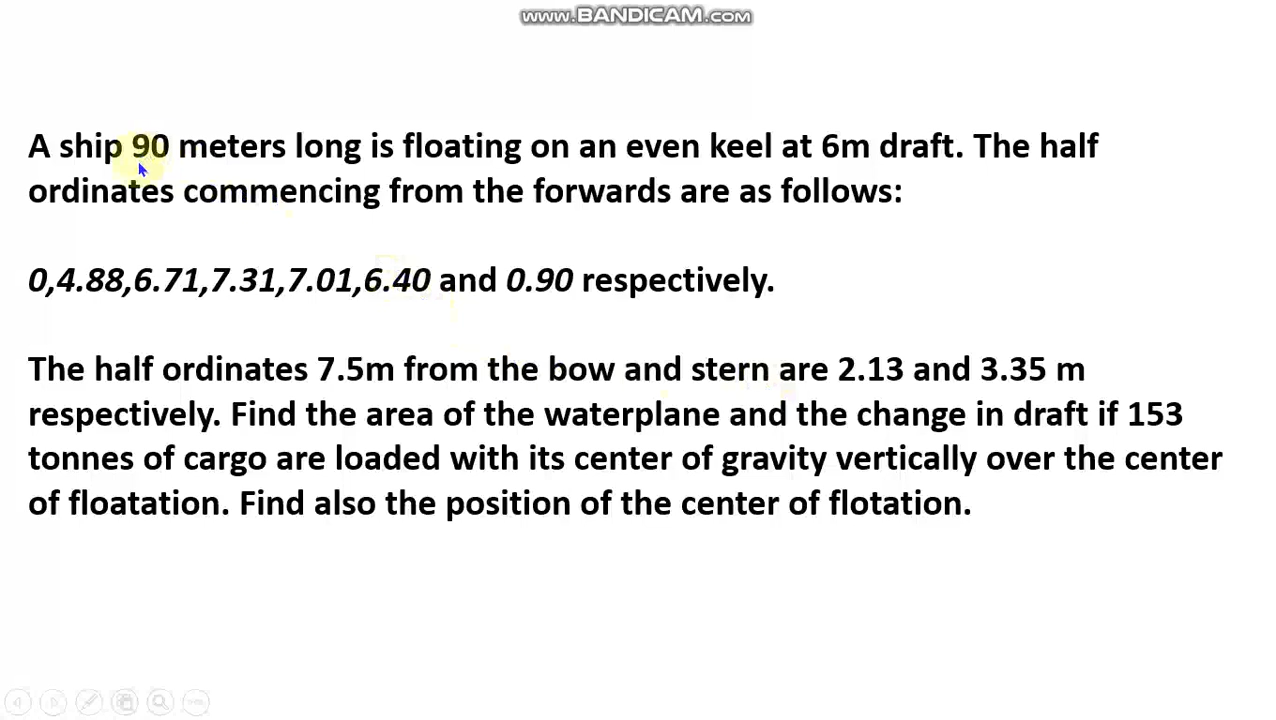 www.BANDICAM.com
A ship 90 meters long is floating on an even keel at 6m draft. The half
ordinates commencing from the forwards are as follows:
0,4.88,6.71,7.31,7.01,6.40 and 0.90 respectively.
The half ordinates 7.5m from the bow and stern are 2.13 and 3.35 m
respectively. Find the area of the waterplane and the change in draft if 153
tonnes of cargo are loaded with its center of gravity vertically over the center
of floatation. Find also the position of the center of flotation.